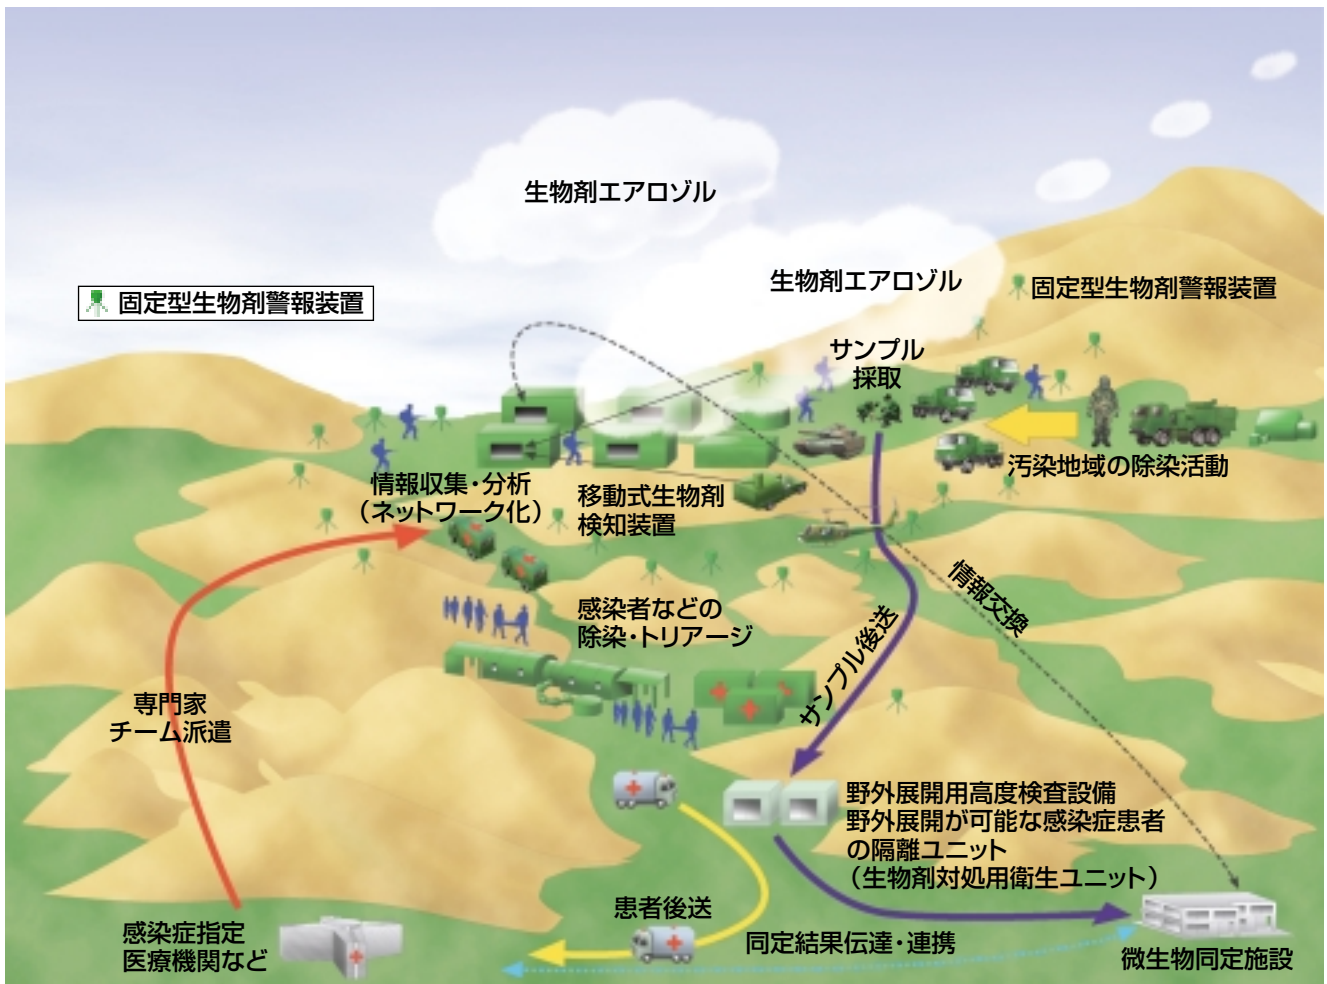 生物剤エアロゾル
生物剤エアロゾル
固定型生物剤警報装置
固定型生物剤警報装置
サンプル
採取
汚染地域の除染活動
情報収集・分析
（ネットワーク化）
移動式生物剤
検知装置
情報交換
感染者などの
除染・トリアージ
サンプル後送
専門家
チーム派遣
野外展開用高度検査設備
野外展開が可能な感染症患者
の隔離ユニット
（生物剤対処用衛生ユニット）
患者後送
感染症指定
医療機関など
同定結果伝達・連携
微生物同定施設